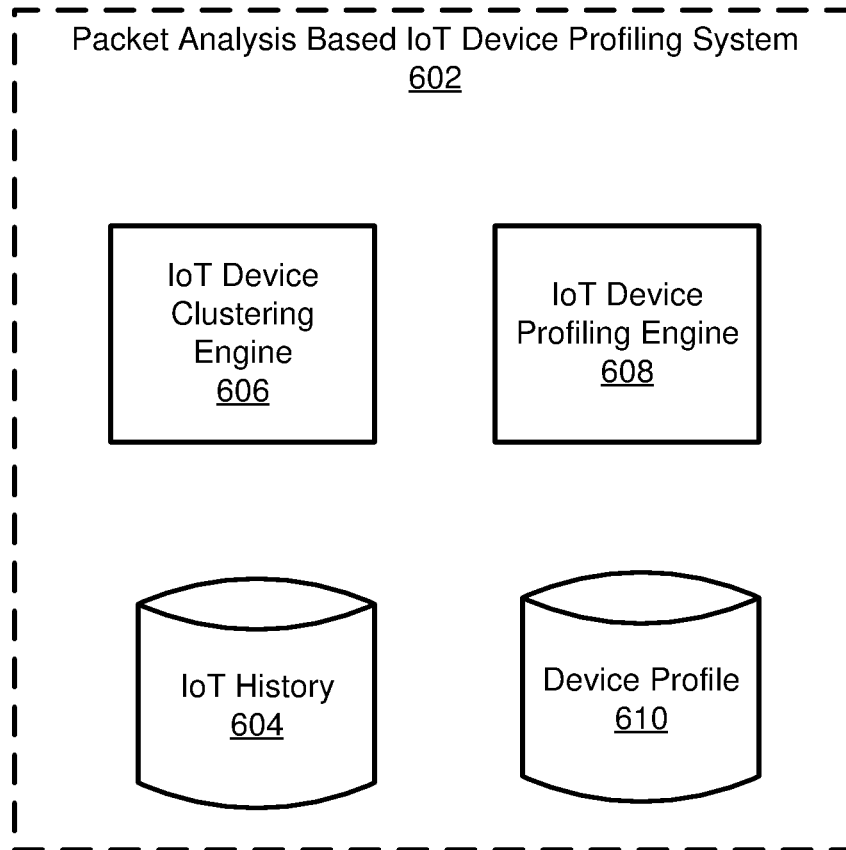 Packet Analysis Based IoT Device Profiling System
602
IoT Device
Clustering
Engine
606
IoT Device
Profiling Engine
608
IoT History
604
Device Profile
610